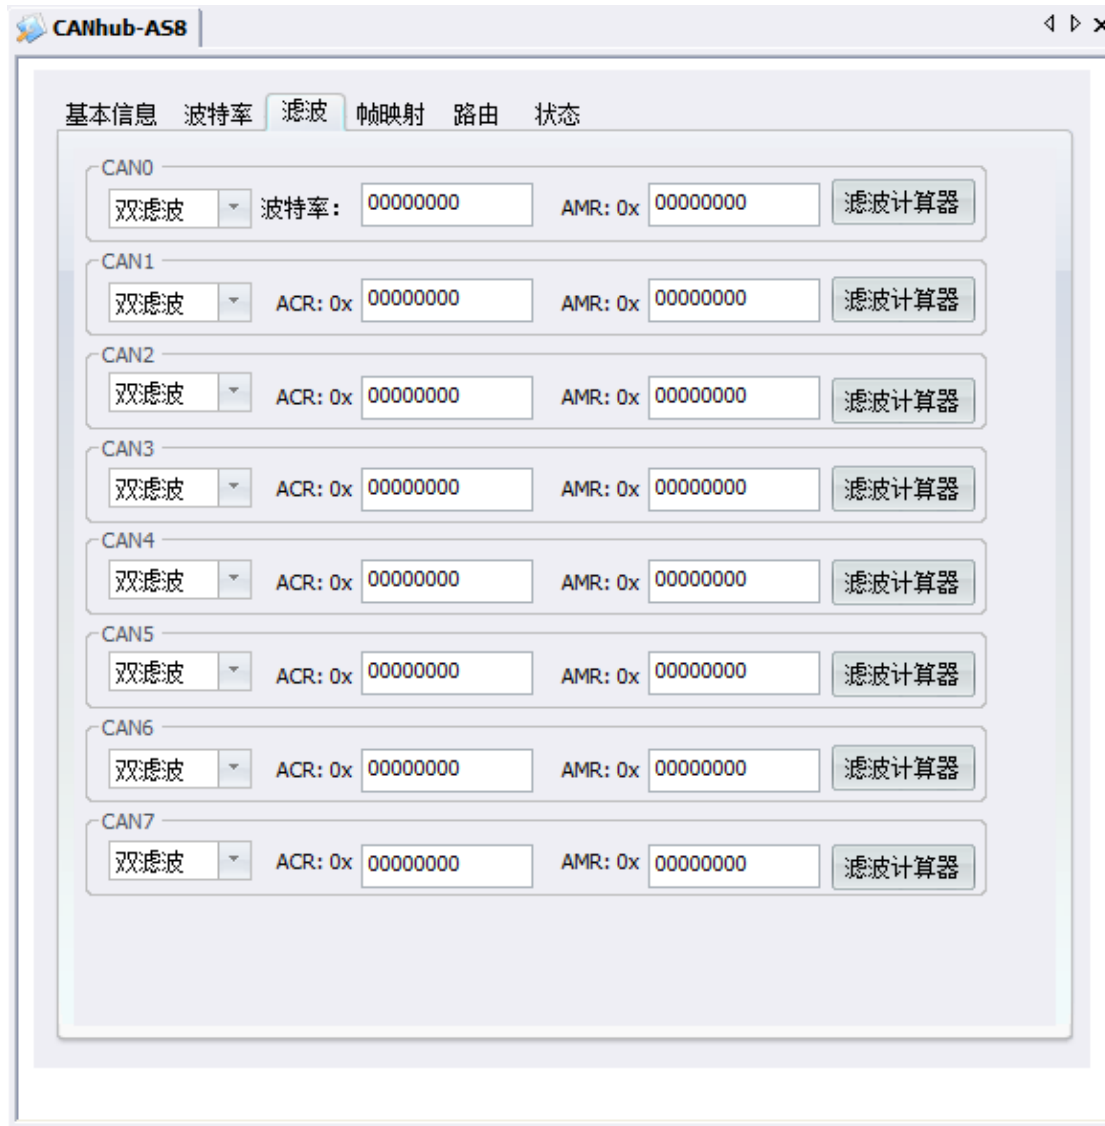 CANhub-AS8
基本信息 波特率 滤波 帧映射 路由 状态
CAN0
双滤波 波特率: 00000000 AMR: 0x 00000000 滤波计算器
CAN1
双滤波 ACR: 0x 00000000 AMR: 0x 00000000 滤波计算器
CAN2
双滤波 ACR: 0x 00000000 AMR: 0x 00000000 滤波计算器
CAN3
双滤波 ACR: 0x 00000000 AMR: 0x 00000000 滤波计算器
CAN4
双滤波 ACR: 0x 00000000 AMR: 0x 00000000 滤波计算器
CAN5
双滤波 ACR: 0x 00000000 AMR: 0x 00000000 滤波计算器
CAN6
双滤波 ACR: 0x 00000000 AMR: 0x 00000000 滤波计算器
CAN7
双滤波 ACR: 0x 00000000 AMR: 0x 00000000 滤波计算器